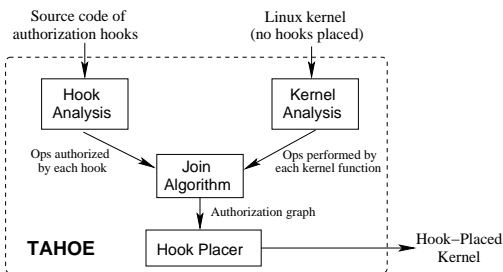 Source code of
authorization hooks
Linux kernel
(no hooks placed)
Hook
Analysis
Kernel
Analysis
Ops authorized
by each hook
Ops performed by
each kernel function
Join
Algorithm
Authorization graph
TAHOE
Hook Placer
Hook−Placed
Kernel